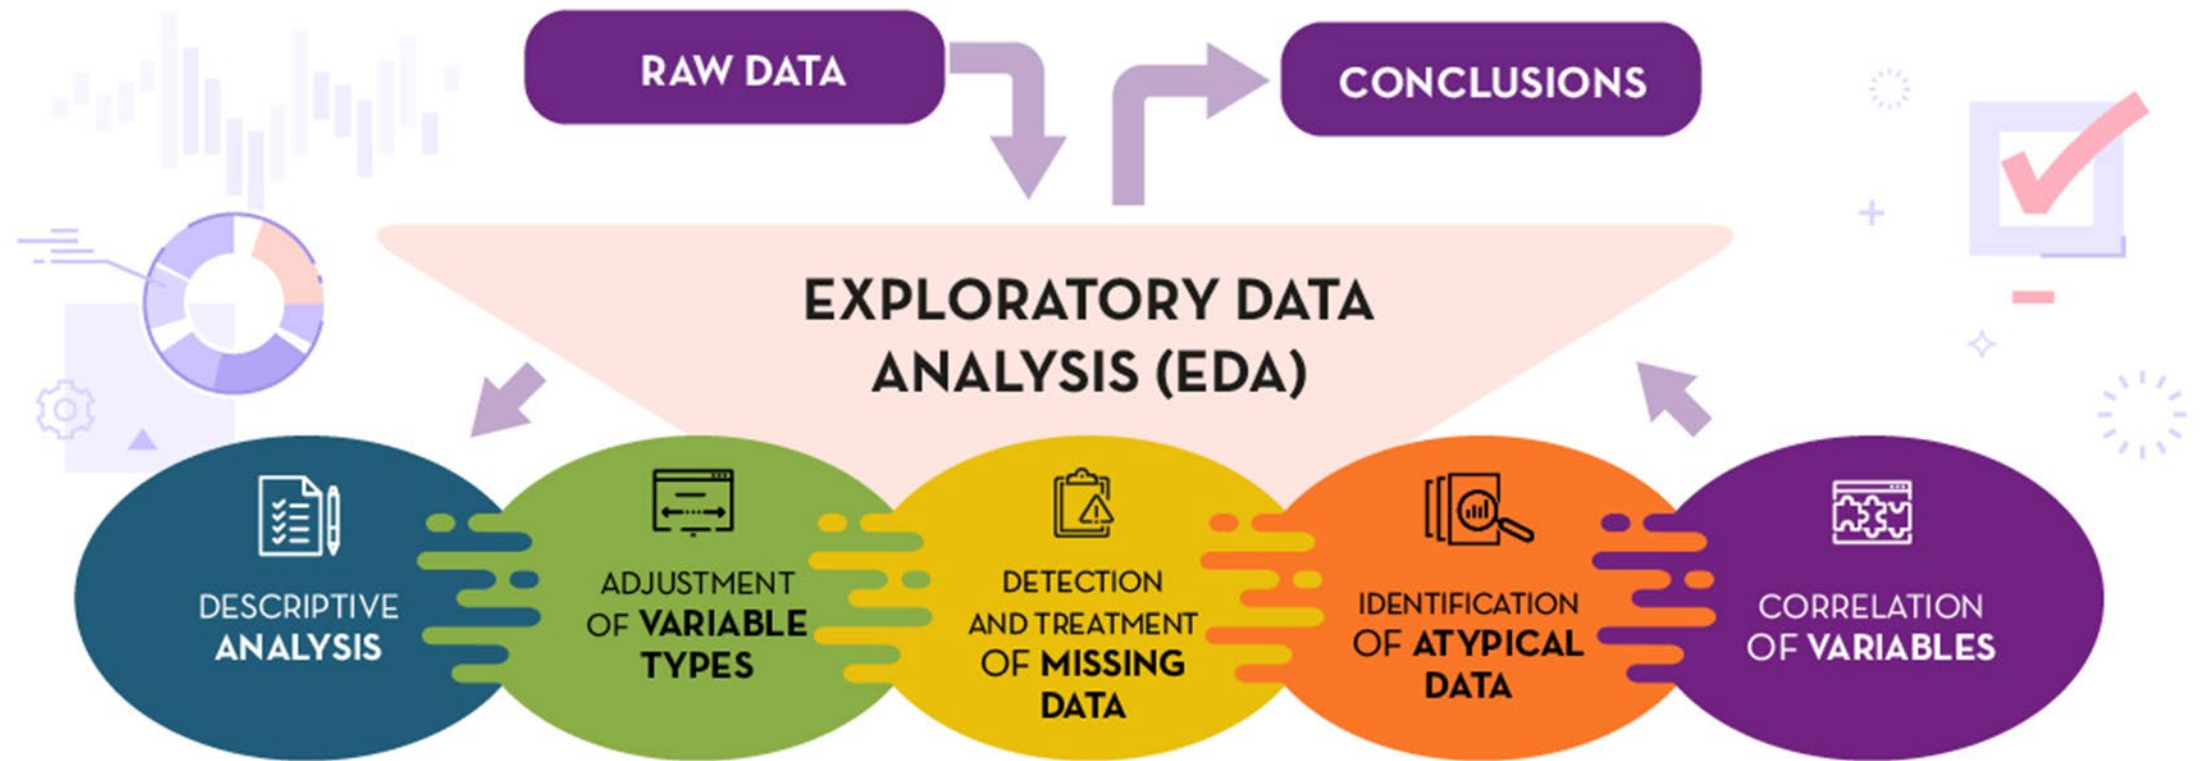 RAW DATA
CONCLUSIONS
EXPLORATORY DATA
ANALYSIS (EDA)
DESCRIPTIVE
ANALYSIS
ADJUSTMENT
OF VARIABLE
TYPES
DETECTION
AND TREATMENT
OF MISSING
DATA
IDENTIFICATION
OF ATYPICAL
DATA
CORRELATION
OF VARIABLES